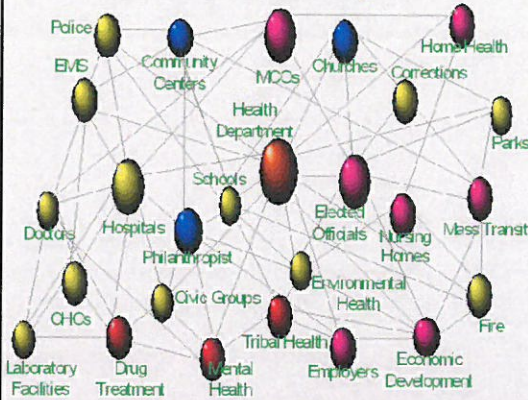 Police
Community
Centers
MCOs
Churches
Home Health
EMS
Corrections
Health
Department
Parks
Schools
Doctors
Hospitals
Philanthropist
Elected
Officials
Nursing
Homes
Mass Transit
CHCs
Civic Groups
Environmental
Health
Fire
Laboratory
Facilities
Drug
Treatment
Mental
Health
Tribal Health
Employers
Economic
Development